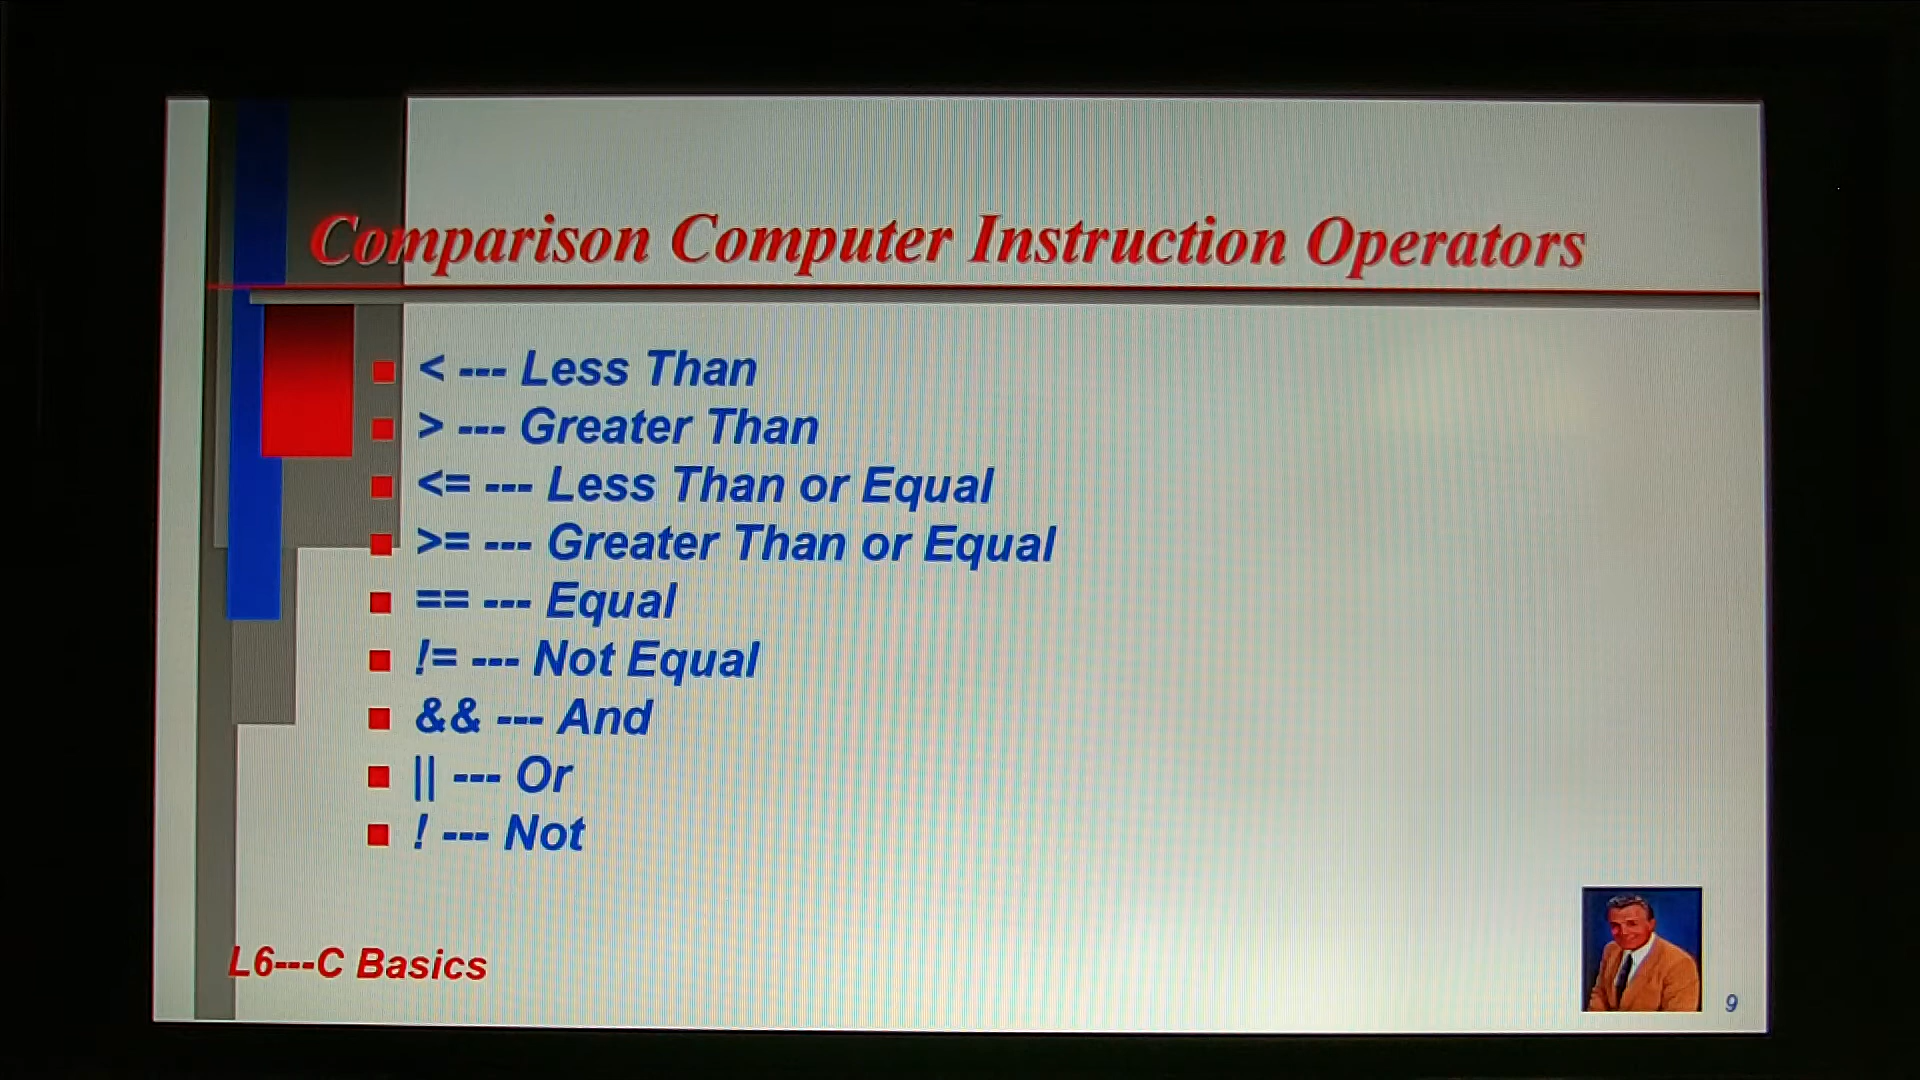 Comparison Computer Instruction Operators
< --- Less Than
> --- Greater Than
<= --- Less Than or Equal
>= --- Greater Than or Equal
== --- Equal
!= --- Not Equal
&& --- And
|| --- Or
! --- Not
L6---C Basics
9